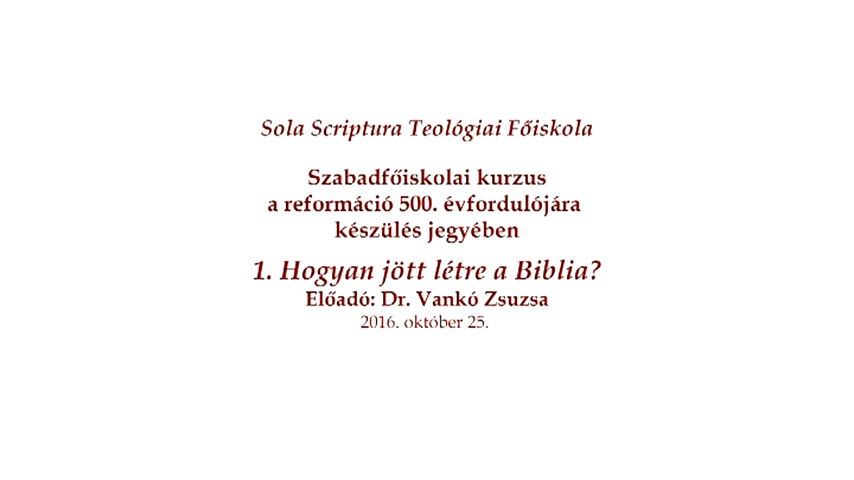 Sola Scriptura Teológiai Főiskola
Szabadfőiskolai kurzus
a reformáció 500. évfordulójára
készülés jegyében
1. Hogyan jött létre a Biblia?
Előadó: Dr. Vankó Zsuzsa
2016. október 25.